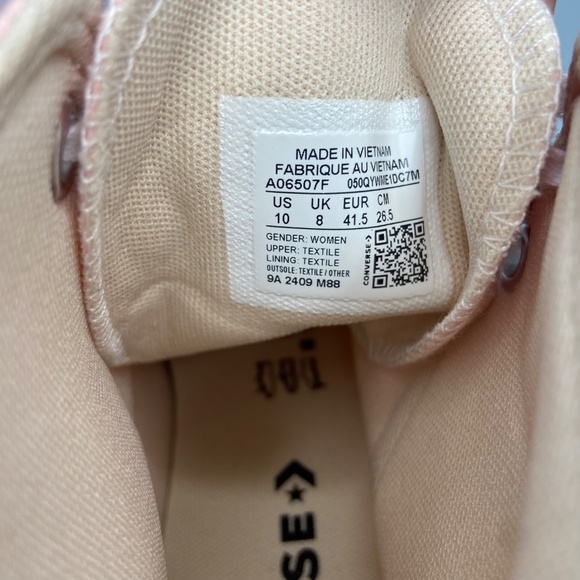 MADE IN VIETNAM
FABRIQUE AU VIETNAM
A06507F 050QYWME1DC7M
US UK EUR CM
10 8 41.5 26.5
GENDER: WOMEN
UPPER: TEXTILE
LINING: TEXTILE
OUTSOLE: TEXTILE / OTHER
9A 2409 M88
CONVERSE
SE